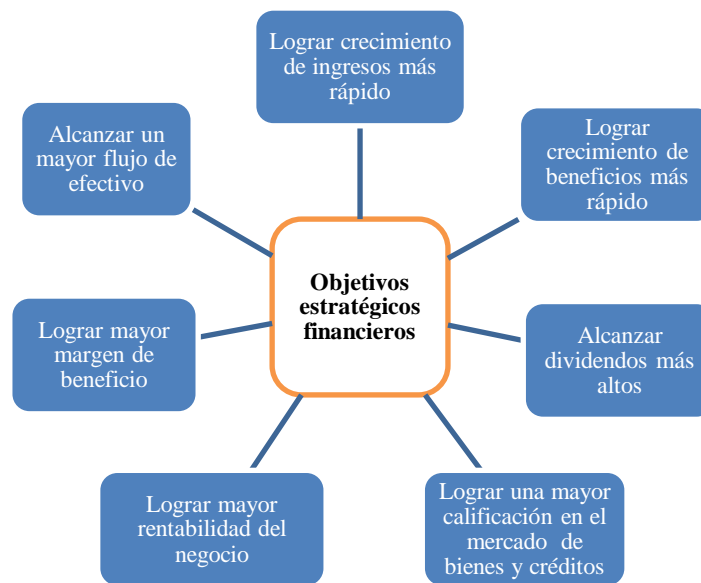 Lograr crecimiento
de ingresos más
rápido
Alcanzar un
mayor flujo de
efectivo
Lograr
crecimiento de
beneficios más
rápido
Objetivos
estratégicos
financieros
Lograr mayor
margen de
beneficio
Alcanzar
dividendos más
altos
Lograr mayor
rentabilidad del
negocio
Lograr una mayor
calificación en el
mercado de
bienes y créditos